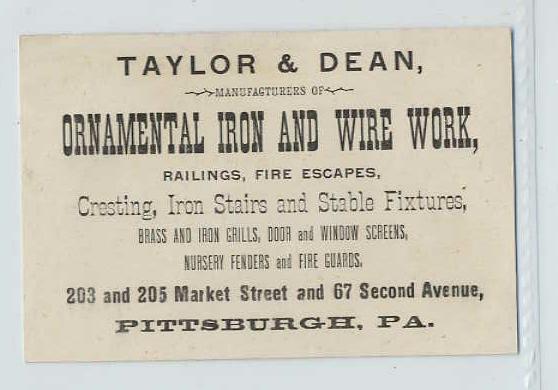 TAYLOR & DEAN,
MANUFACTURERS OF
ORNAMENTAL IRON AND WIRE WORK,
RAILINGS, FIRE ESCAPES,
Cresting, Iron Stairs and Stable Fixtures,
BRASS AND IRON GRILLS, DOOR and WINDOW SCREENS,
NURSERY FENDERS and FIRE GUARDS.
203 and 205 Market Street and 67 Second Avenue,
PITTSBURGH, PA.